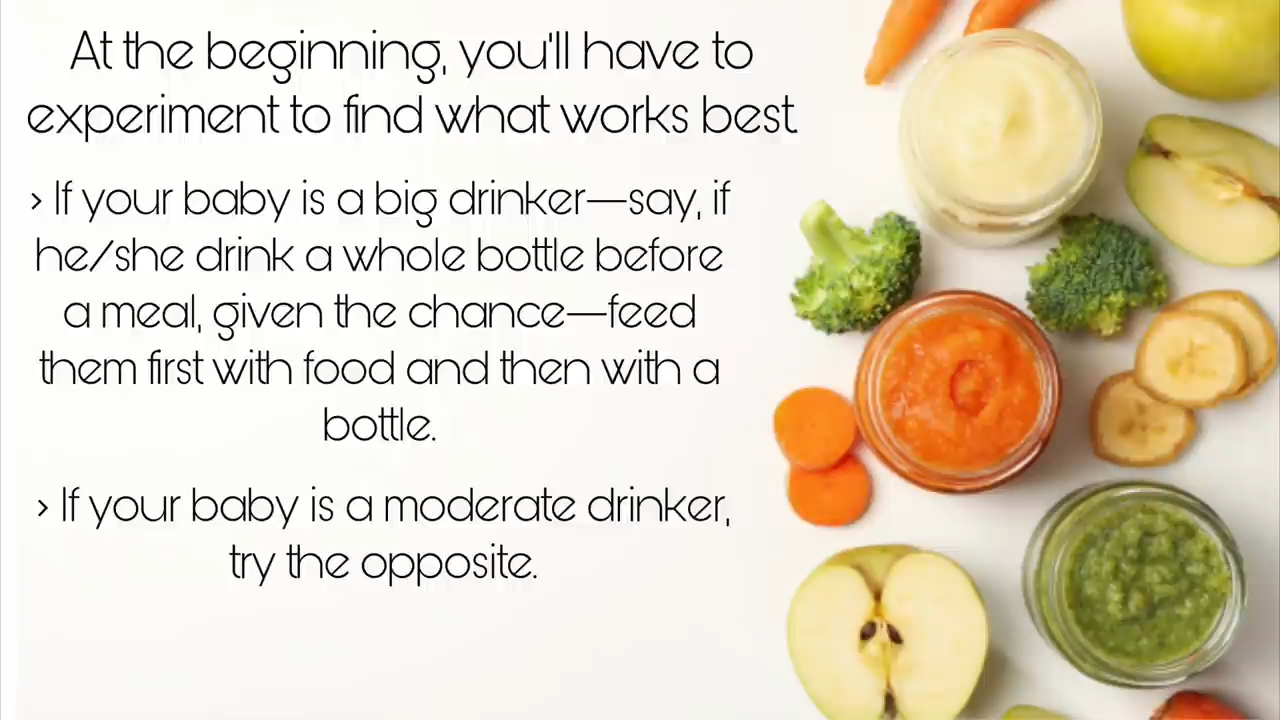 At the beginning, you'll have to
experiment to find what works best.
› If your baby is a big drinker—say, if
he/she drink a whole bottle before
a meal, given the chance—feed
them first with food and then with a
bottle.
› If your baby is a moderate drinker,
try the opposite.